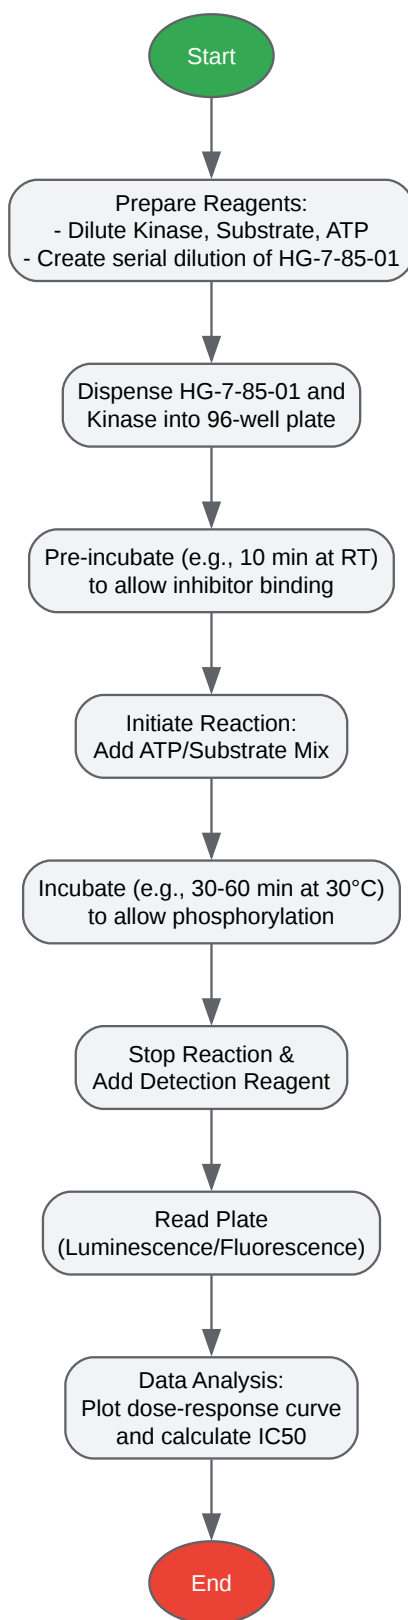 Start
Prepare Reagents:
- Dilute Kinase, Substrate, ATP
- Create serial dilution of HG-7-85-01
Dispense HG-7-85-01 and
Kinase into 96-well plate
Pre-incubate (e.g., 10 min at RT)
to allow inhibitor binding
Initiate Reaction:
Add ATP/Substrate Mix
Incubate (e.g., 30-60 min at 30°C)
to allow phosphorylation
Stop Reaction &
Add Detection Reagent
Read Plate
(Luminescence/Fluorescence)
Data Analysis:
Plot dose-response curve
and calculate IC50
End